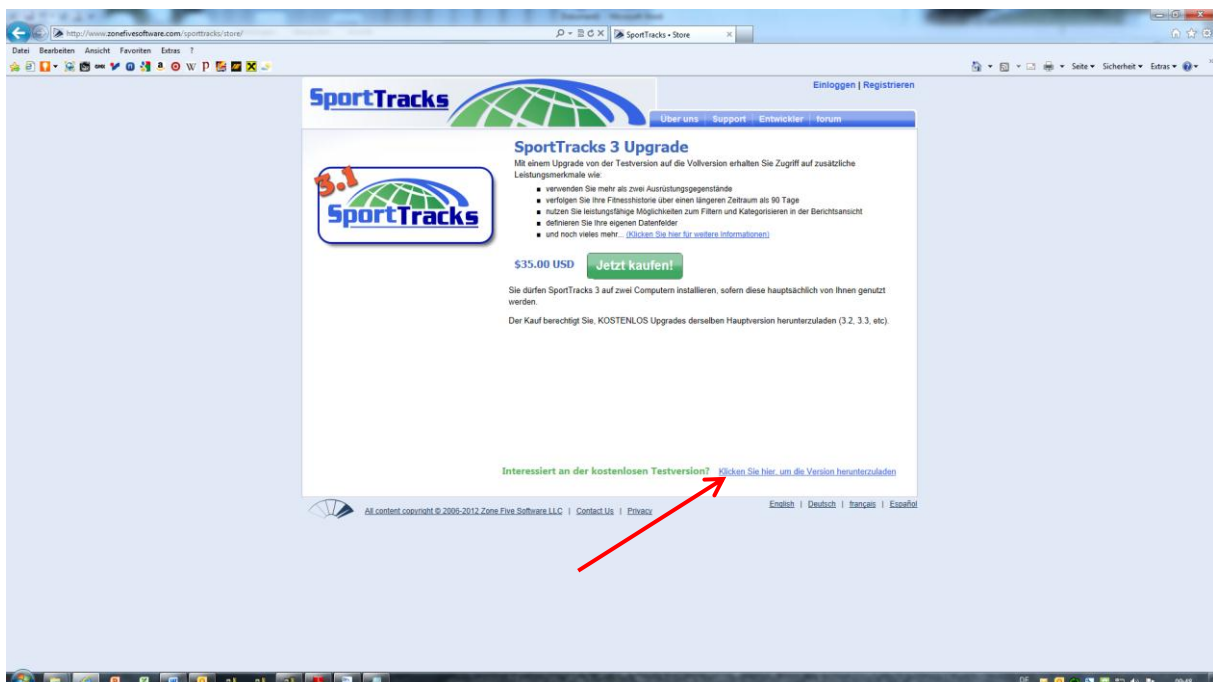 http://www.zonefivesoftware.com/sporttracks/store/
SportTracks - Store
Datei Bearbeiten Ansicht Favoriten Extras ?
Seite Sicherheit Extras
Einloggen | Registrieren
SportTracks
Über uns Support Entwickler forum
3.1
SportTracks
SportTracks 3 Upgrade
Mit einem Upgrade von der Testversion auf die Vollversion erhalten Sie Zugriff auf zusätzliche
Leistungsmerkmale wie:
verwenden Sie mehr als zwei Ausrüstungsgegenstände
verfolgen Sie Ihre Fitnesshistorie über einen längeren Zeitraum als 90 Tage
nutzen Sie leistungsfähige Möglichkeiten zum Filtern und Kategorisieren in der Berichtsansicht
definieren Sie Ihre eigenen Datenfelder
und noch vieles mehr... (Klicken Sie hier für weitere Informationen)
$35.00 USD Jetzt kaufen!
Sie dürfen SportTracks 3 auf zwei Computern installieren, sofern diese hauptsächlich von Ihnen genutzt
werden.
Der Kauf berechtigt Sie, KOSTENLOS Upgrades derselben Hauptversion herunterzuladen (3.2, 3.3, etc).
Interessiert an der kostenlosen Testversion? Klicken Sie hier, um die Version herunterzuladen
All content copyright © 2006-2012 Zone Five Software LLC | Contact Us | Privacy
English | Deutsch | français | Español
DE